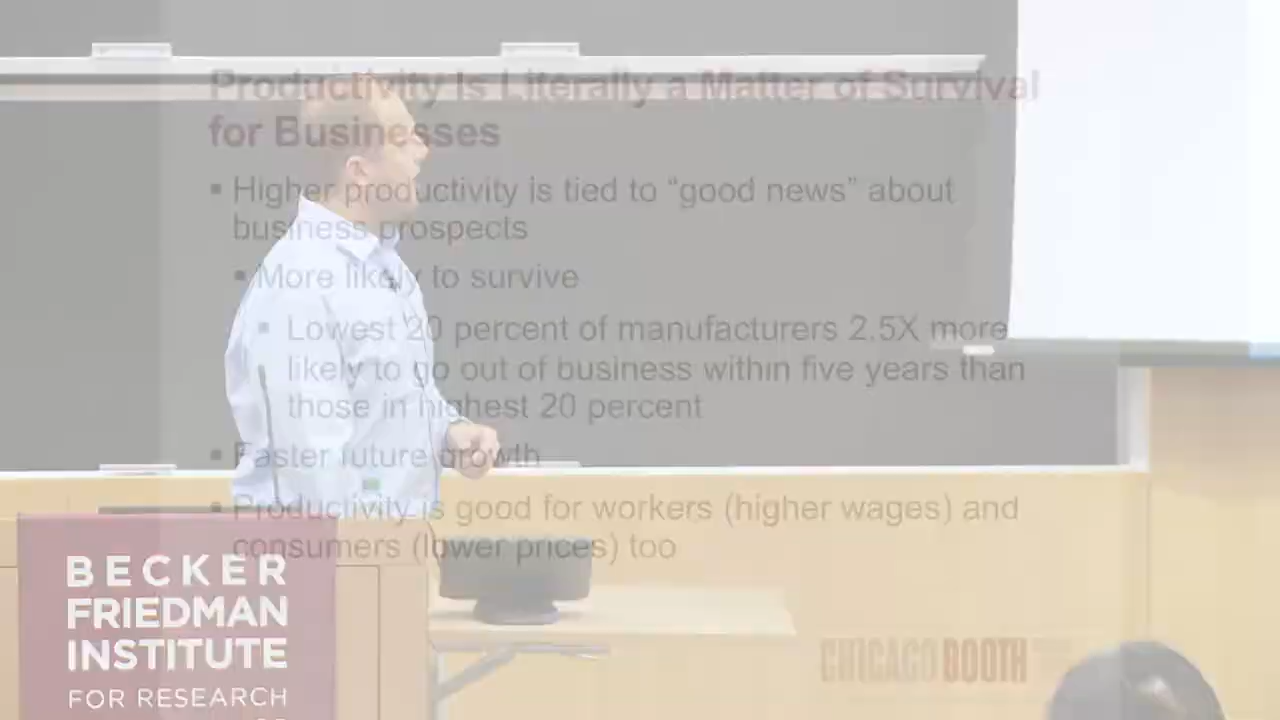 Productivity Is Literally a Matter of Survival
for Businesses
▪ Higher productivity is tied to “good news” about
business prospects
▪ More likely to survive
▪ Lowest 20 percent of manufacturers 2.5X more
likely to go out of business within five years than
those in highest 20 percent
▪ Faster future growth
▪ Productivity is good for workers (higher wages) and
consumers (lower prices) too
BECKER
FRIEDMAN
INSTITUTE
FOR RESEARCH
CHICAGO BOOTH